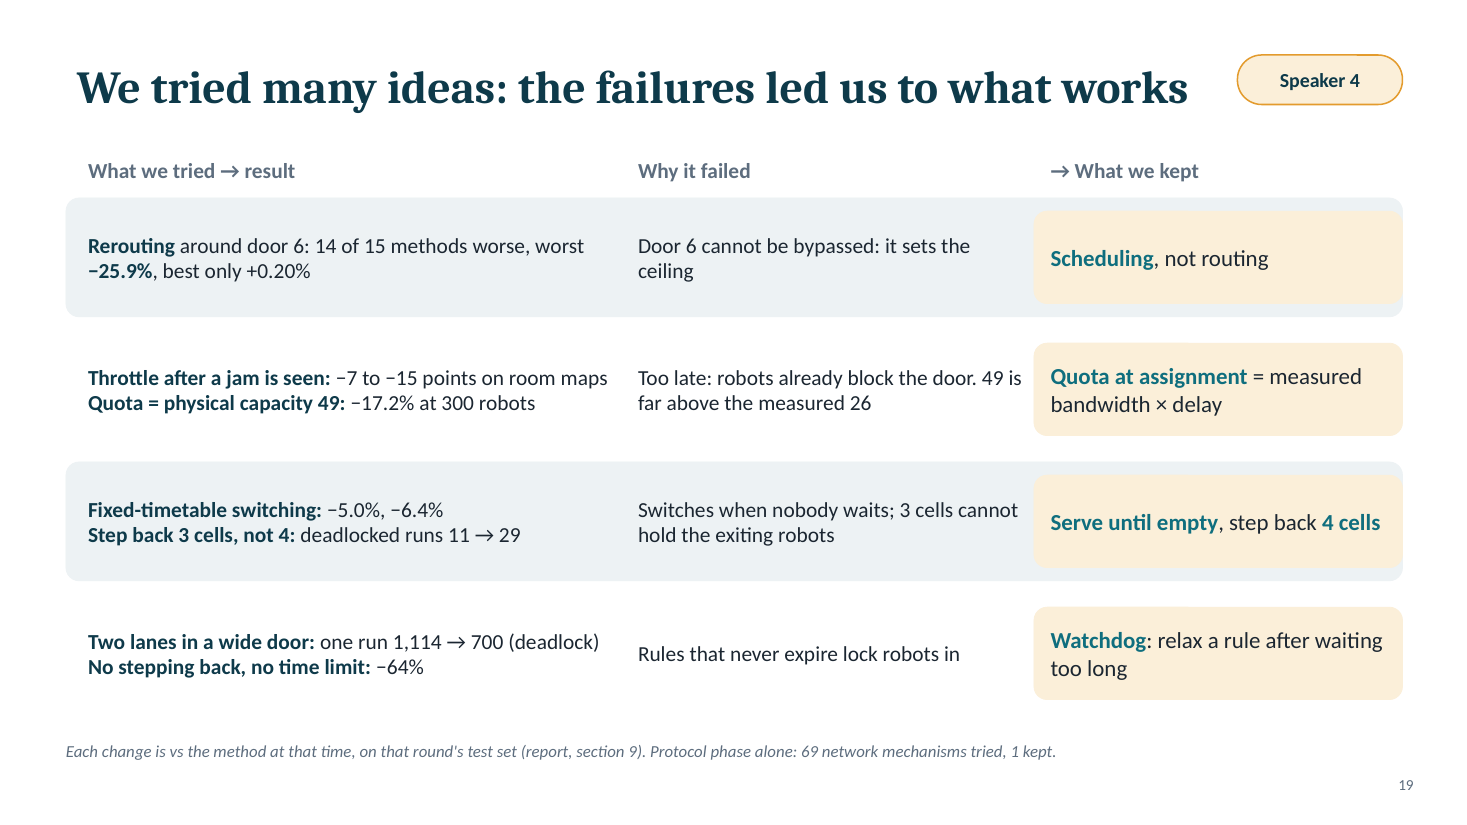 We tried many ideas: the failures led us to what works
Speaker 4
What we tried → result
Why it failed
→ What we kept
Rerouting around door 6: 14 of 15 methods worse, worst
−25.9%, best only +0.20%
Door 6 cannot be bypassed: it sets the
ceiling
Scheduling, not routing
Throttle after a jam is seen: −7 to −15 points on room maps
Quota = physical capacity 49: −17.2% at 300 robots
Too late: robots already block the door. 49 is
far above the measured 26
Quota at assignment = measured
bandwidth × delay
Fixed-timetable switching: −5.0%, −6.4%
Step back 3 cells, not 4: deadlocked runs 11 → 29
Switches when nobody waits; 3 cells cannot
hold the exiting robots
Serve until empty, step back 4 cells
Two lanes in a wide door: one run 1,114 → 700 (deadlock)
No stepping back, no time limit: −64%
Rules that never expire lock robots in
Watchdog: relax a rule after waiting
too long
Each change is vs the method at that time, on that round's test set (report, section 9). Protocol phase alone: 69 network mechanisms tried, 1 kept.
19